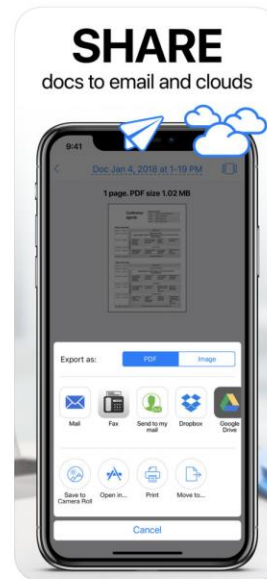 SHARE
docs to email and clouds
9:41
Doc Jan 4, 2018 at 1-19 PM
1 page. PDF size 1.02 MB
Export as:
PDF
Image
Mail
Fax
Send to my
mail
Dropbox
Google
Drive
Save to
Camera Roll
Open in...
Print
Move to...
Cancel